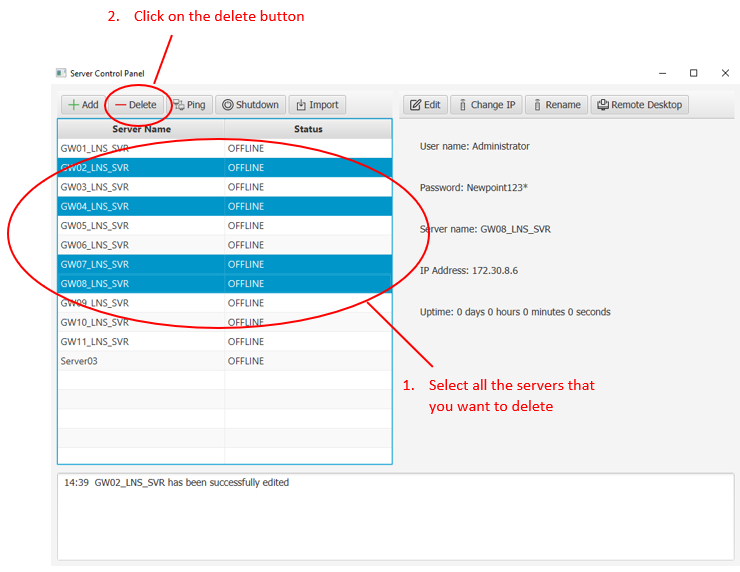 2. Click on the delete button
Server Control Panel
Add Delete Ping Shutdown Import Edit Change IP Rename Remote Desktop
Server Name Status
GW01_LNS_SVR OFFLINE
GW02_LNS_SVR OFFLINE
GW03_LNS_SVR OFFLINE
GW04_LNS_SVR OFFLINE
GW05_LNS_SVR OFFLINE
GW06_LNS_SVR OFFLINE
GW07_LNS_SVR OFFLINE
GW08_LNS_SVR OFFLINE
GW09_LNS_SVR OFFLINE
GW10_LNS_SVR OFFLINE
GW11_LNS_SVR OFFLINE
Server03 OFFLINE
User name: Administrator
Password: Newpoint123*
Server name: GW08_LNS_SVR
IP Address: 172.30.8.6
Uptime: 0 days 0 hours 0 minutes 0 seconds
1. Select all the servers that
you want to delete
14:39 GW02_LNS_SVR has been successfully edited